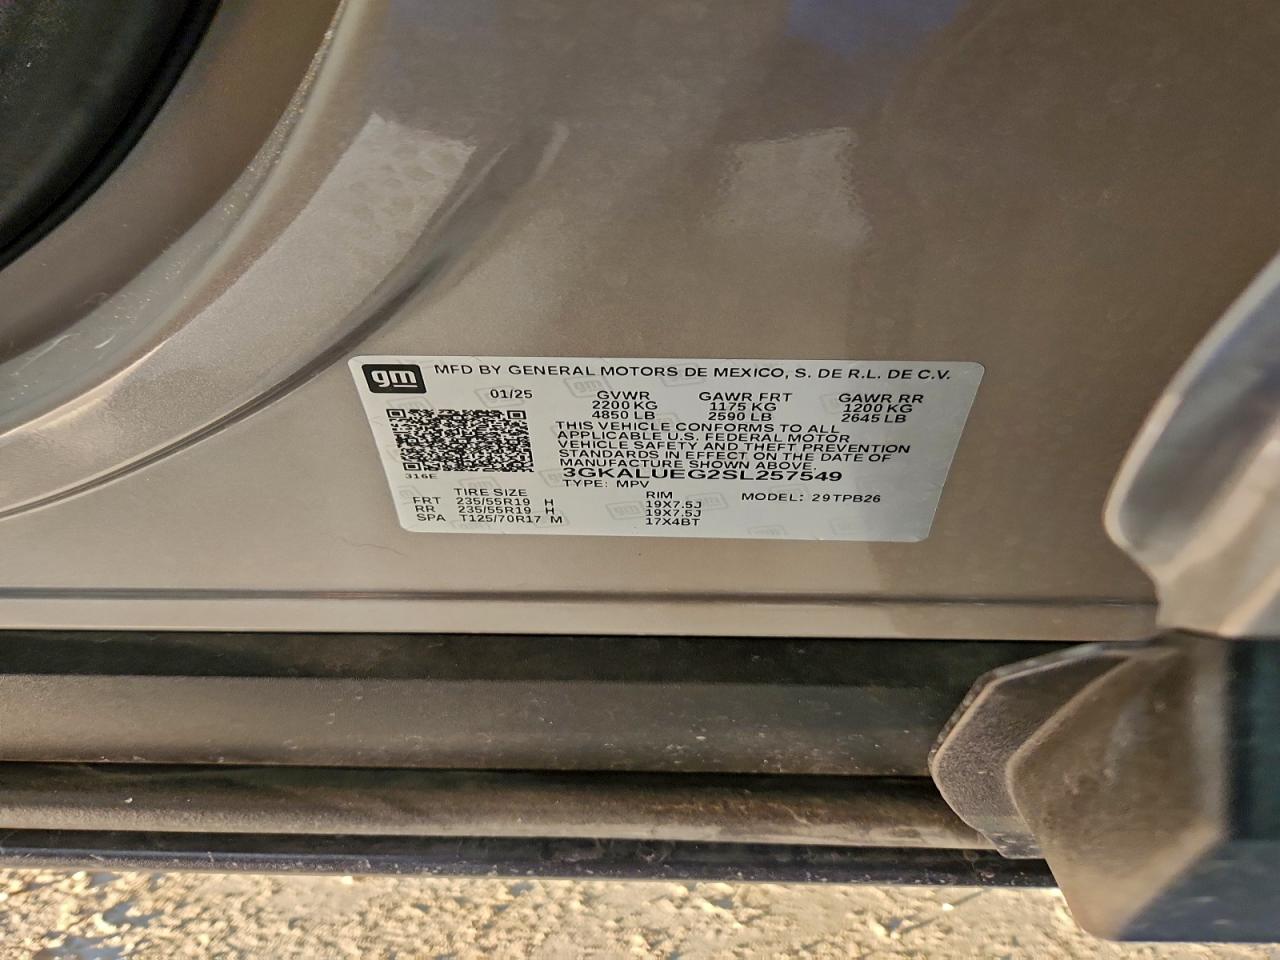 gm MFD BY GENERAL MOTORS DE MEXICO, S. DE R.L. DE C.V.
01/25 GVWR GAWR FRT GAWR RR
2200 KG 1175 KG 1200 KG
4850 LB 2590 LB 2645 LB
THIS VEHICLE CONFORMS TO ALL
APPLICABLE U.S. FEDERAL MOTOR
VEHICLE SAFETY AND THEFT PREVENTION
STANDARDS IN EFFECT ON THE DATE OF
MANUFACTURE SHOWN ABOVE.
316E 3GKALUEG2SL257549
TYPE: MPV
TIRE SIZE RIM MODEL: 29TPB26
FRT 235/55R19 H 19X7.5J
RR 235/55R19 H 19X7.5J
SPA T125/70R17 M 17X4BT